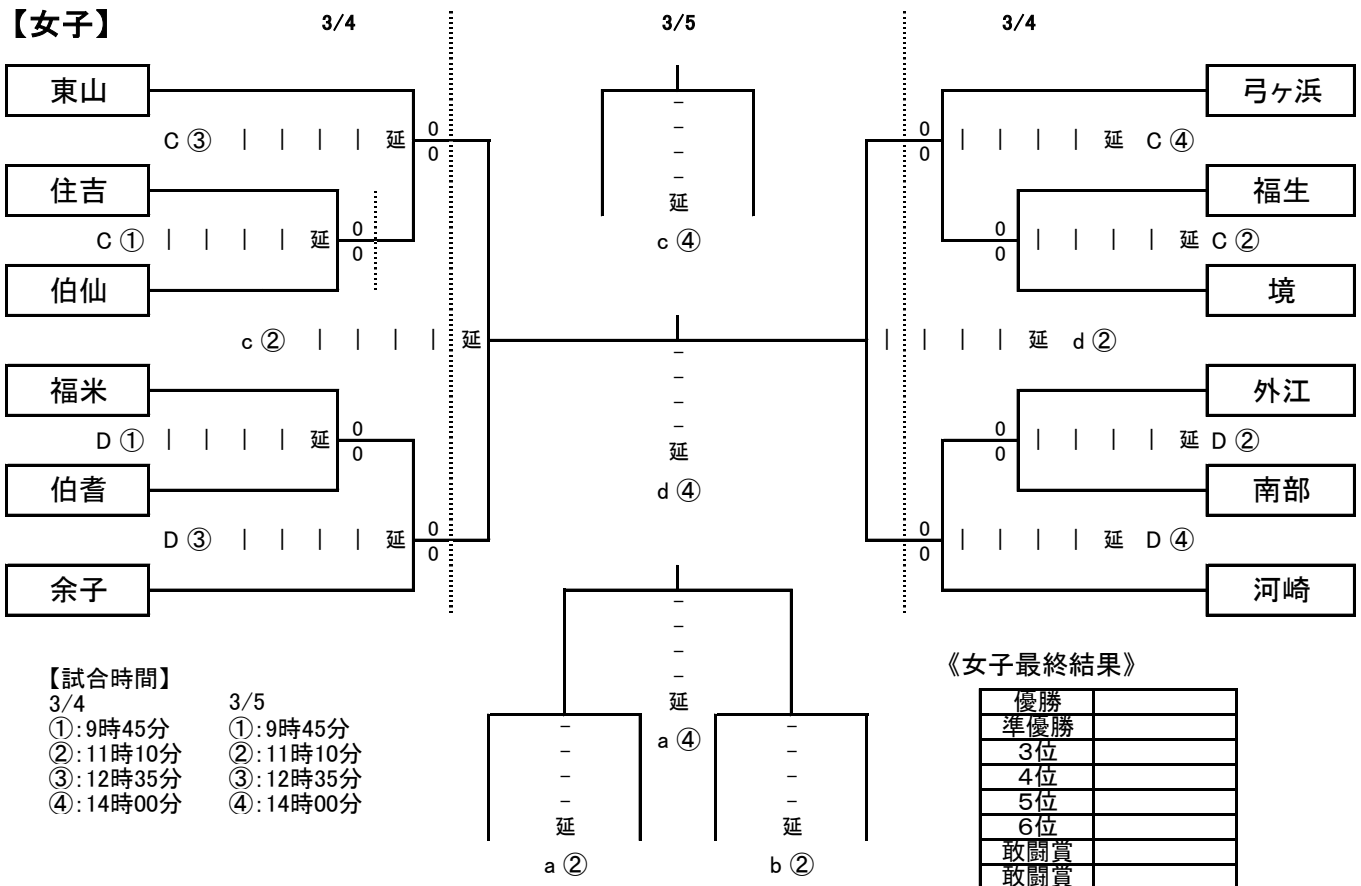 【女子】 3/4 3/5 3/4
東山 弓ヶ浜
C ③ | | | | 延 0 0
0 0 | | | | 延 C ④
住吉 福生
C ① | | | | 延 0 0
0 0 | | | | 延 C ②
伯仙 境
- - - - 延
c ④
c ② | | | | 延
| | | | 延 d ②
福米 外江
D ① | | | | 延 0 0
0 0 | | | | 延 D ②
伯耆 南部
- - - - 延
d ④
D ③ | | | | 延 0 0
0 0 | | | | 延 D ④
余子 河崎
- - - - 延
a ④
- - - - 延
a ②
- - - - 延
b ②
【試合時間】
3/4 3/5
①:9時45分 ①:9時45分
②:11時10分 ②:11時10分
③:12時35分 ③:12時35分
④:14時00分 ④:14時00分
《女子最終結果》
優勝
準優勝
3位
4位
5位
6位
敢闘賞
敢闘賞